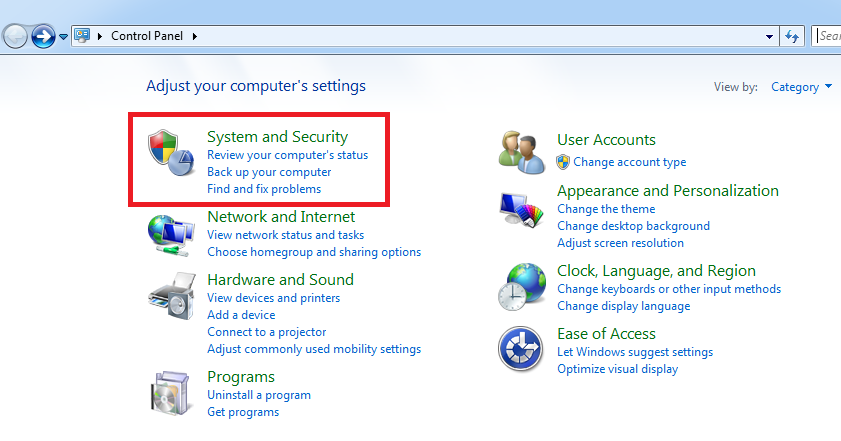 Control Panel
Adjust your computer's settings
View by:
Category
System and Security
Review your computer's status
Back up your computer
Find and fix problems
Network and Internet
View network status and tasks
Choose homegroup and sharing options
Hardware and Sound
View devices and printers
Add a device
Connect to a projector
Adjust commonly used mobility settings
Programs
Uninstall a program
Get programs
User Accounts
Change account type
Appearance and Personalization
Change the theme
Change desktop background
Adjust screen resolution
Clock, Language, and Region
Change keyboards or other input methods
Change display language
Ease of Access
Let Windows suggest settings
Optimize visual display